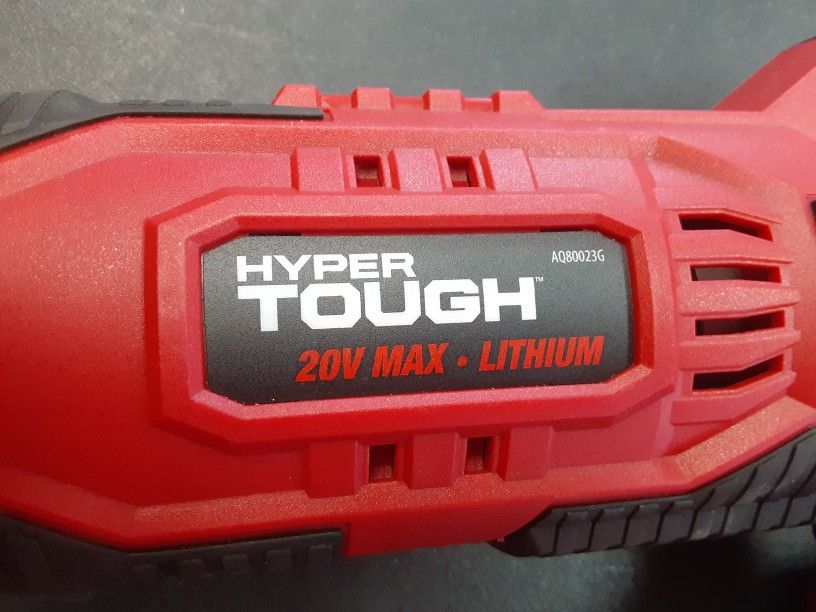 HYPER
AQ80023G
TOUGH™
20V MAX • LITHIUM